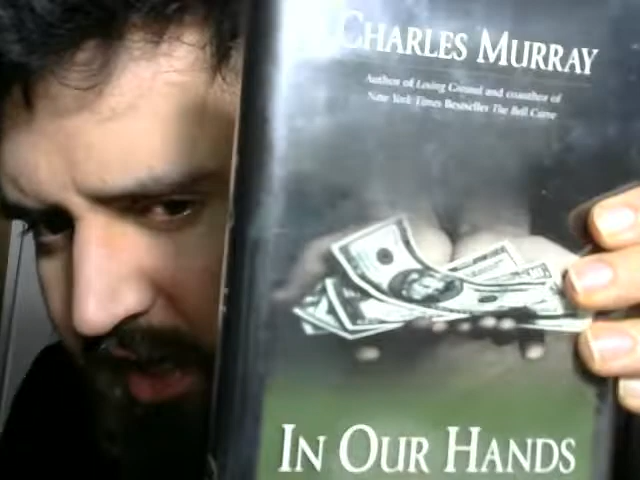 CHARLES MURRAY
Author of Losing Ground and coauthor of
New York Times Bestseller The Bell Curve
IN OUR HANDS